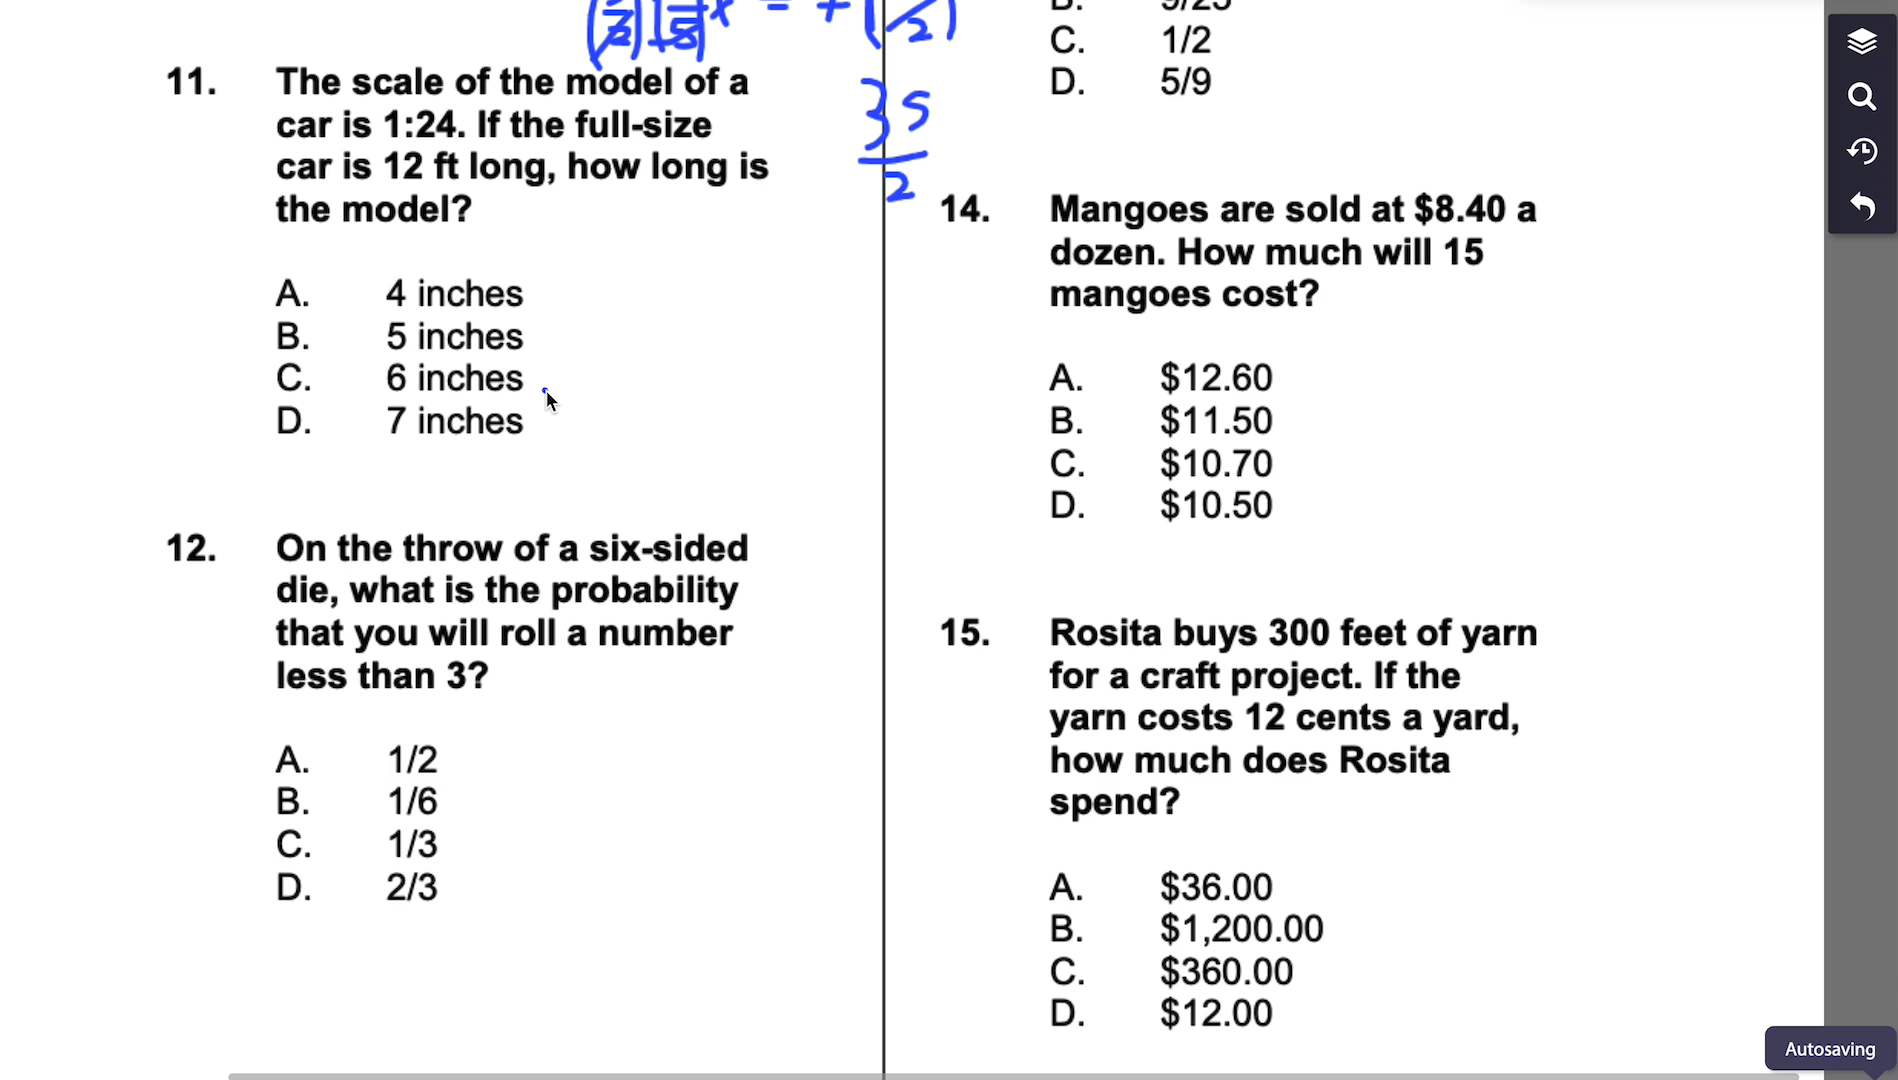 11. The scale of the model of a
car is 1:24. If the full-size
car is 12 ft long, how long is
the model?
A. 4 inches
B. 5 inches
C. 6 inches
D. 7 inches
12. On the throw of a six-sided
die, what is the probability
that you will roll a number
less than 3?
A. 1/2
B. 1/6
C. 1/3
D. 2/3
35
2
C. 1/2
D. 5/9
14. Mangoes are sold at $8.40 a
dozen. How much will 15
mangoes cost?
A. $12.60
B. $11.50
C. $10.70
D. $10.50
15. Rosita buys 300 feet of yarn
for a craft project. If the
yarn costs 12 cents a yard,
how much does Rosita
spend?
A. $36.00
B. $1,200.00
C. $360.00
D. $12.00
Autosaving